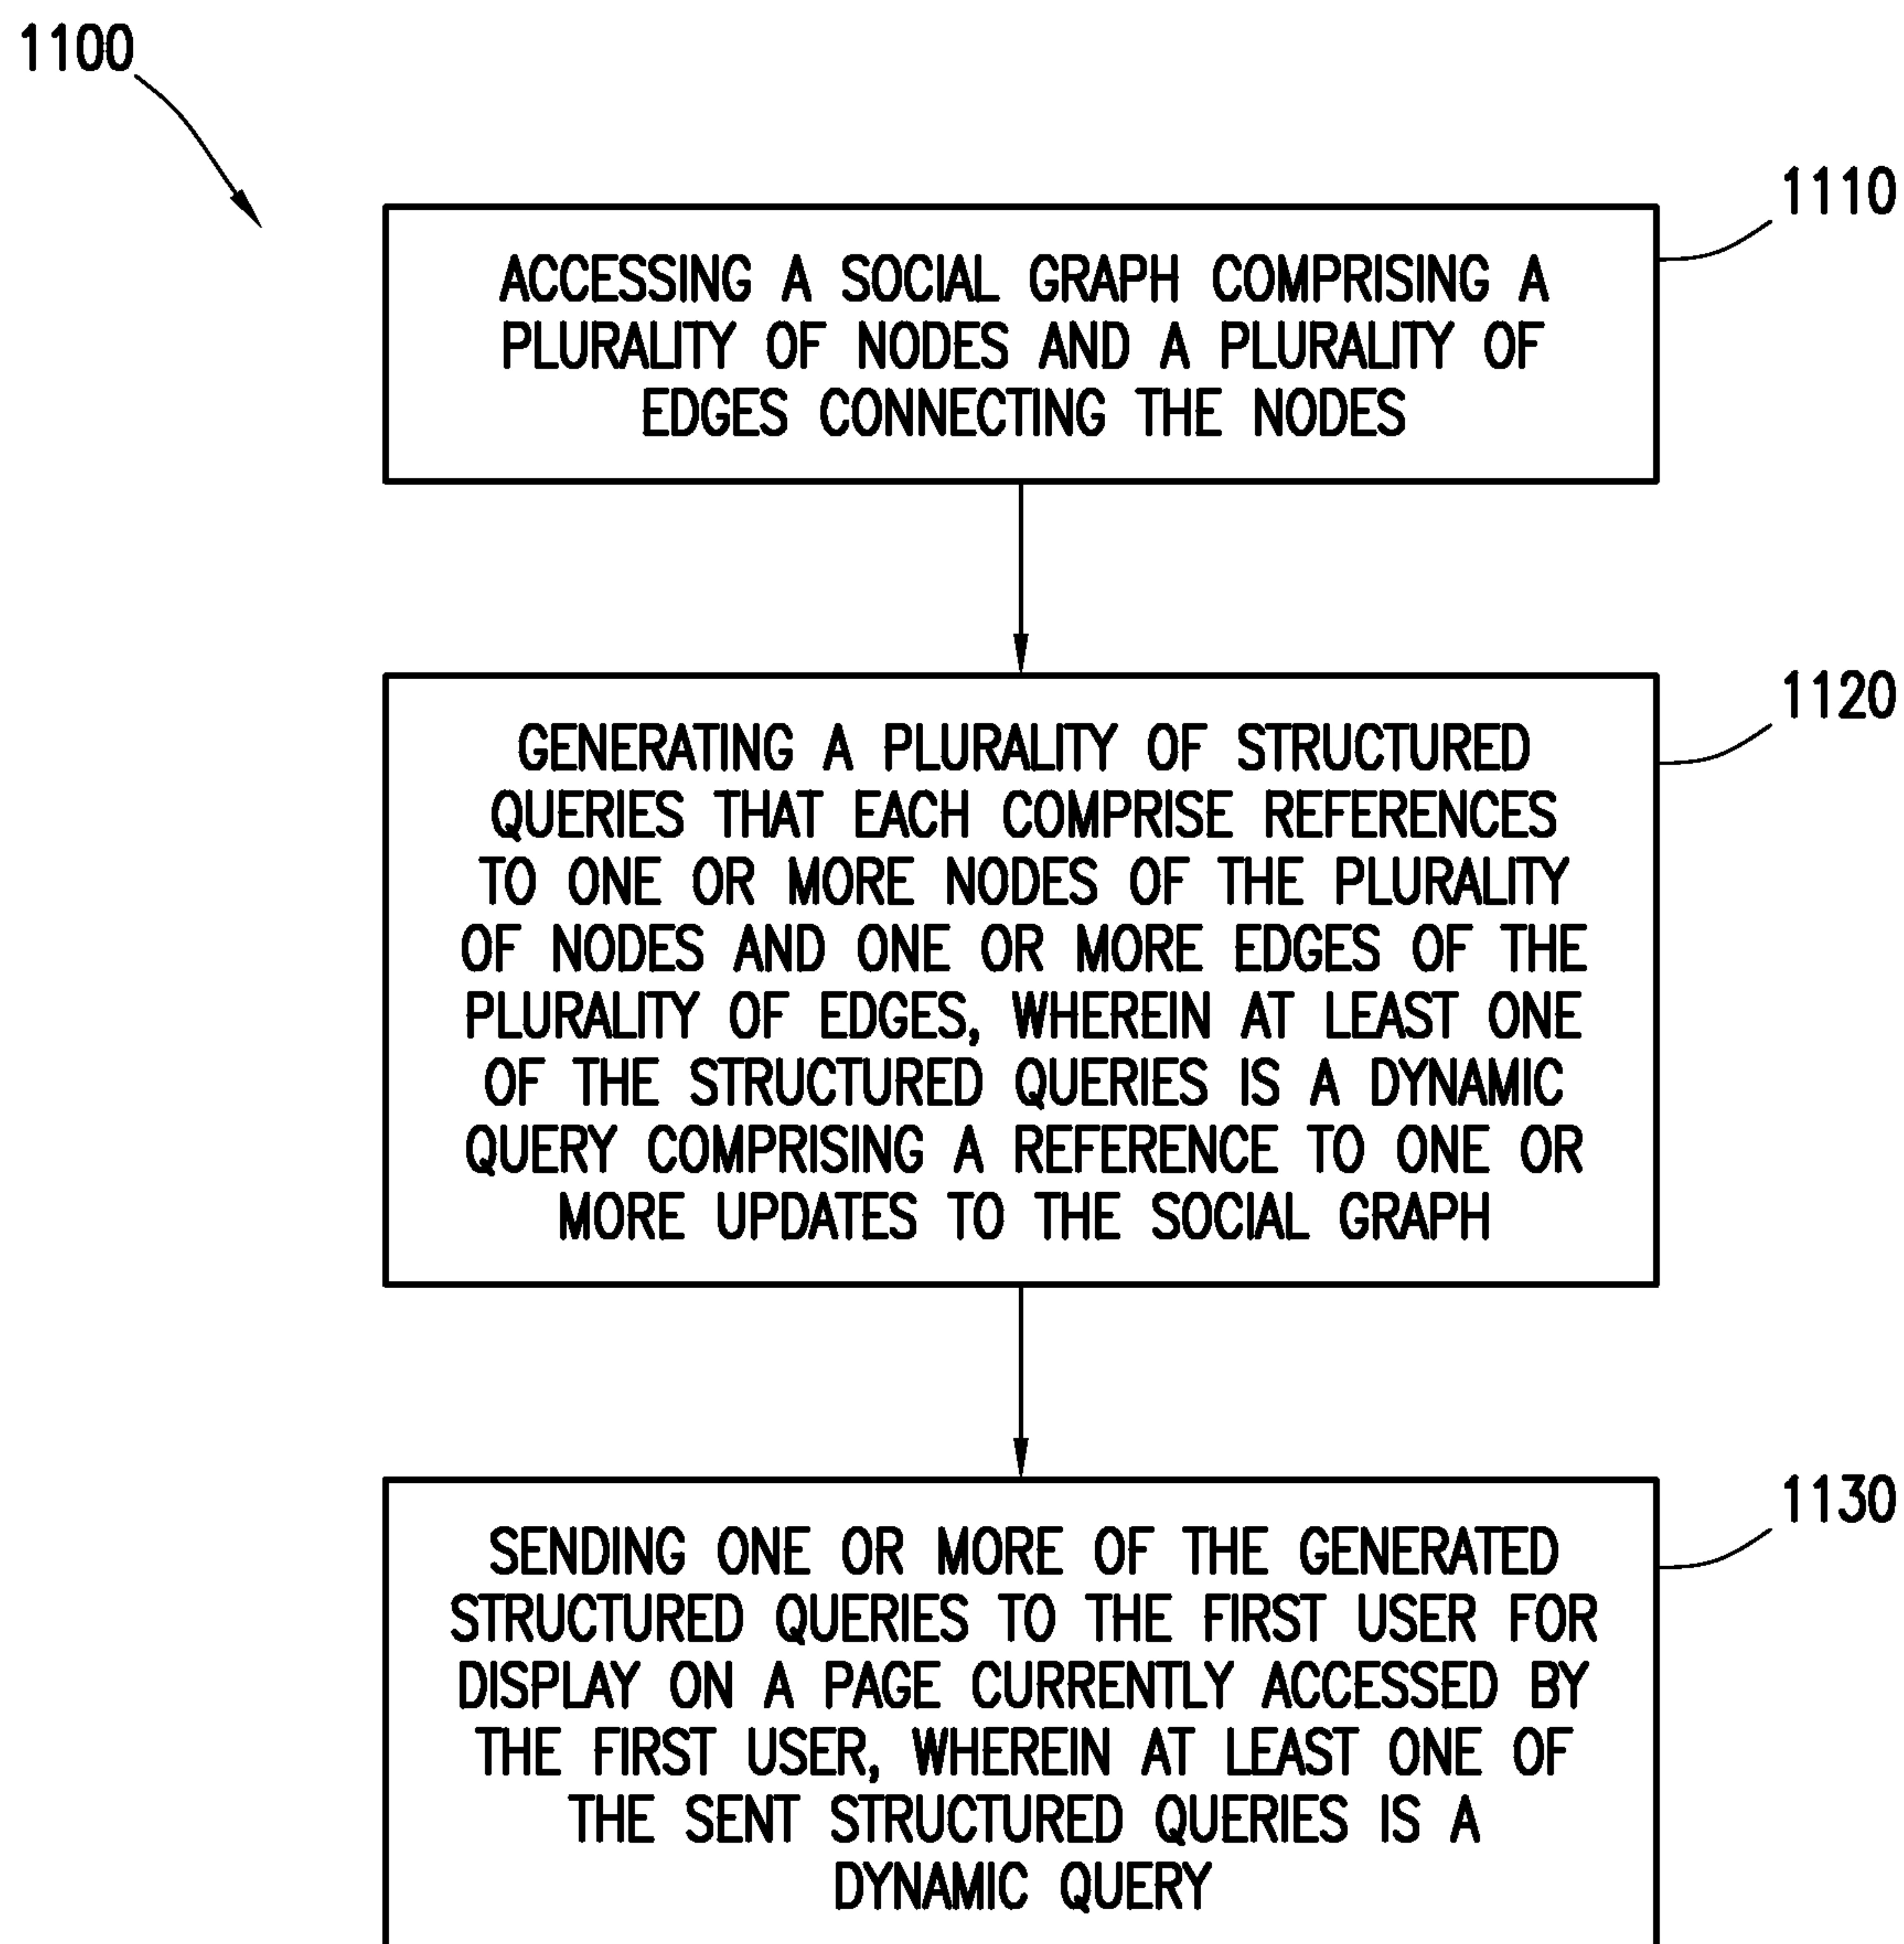 1100
1110
ACCESSING A SOCIAL GRAPH COMPRISING A
PLURALITY OF NODES AND A PLURALITY OF
EDGES CONNECTING THE NODES
1120
GENERATING A PLURALITY OF STRUCTURED
QUERIES THAT EACH COMPRISE REFERENCES
TO ONE OR MORE NODES OF THE PLURALITY
OF NODES AND ONE OR MORE EDGES OF THE
PLURALITY OF EDGES, WHEREIN AT LEAST ONE
OF THE STRUCTURED QUERIES IS A DYNAMIC
QUERY COMPRISING A REFERENCE TO ONE OR
MORE UPDATES TO THE SOCIAL GRAPH
1130
SENDING ONE OR MORE OF THE GENERATED
STRUCTURED QUERIES TO THE FIRST USER FOR
DISPLAY ON A PAGE CURRENTLY ACCESSED BY
THE FIRST USER, WHEREIN AT LEAST ONE OF
THE SENT STRUCTURED QUERIES IS A
DYNAMIC QUERY